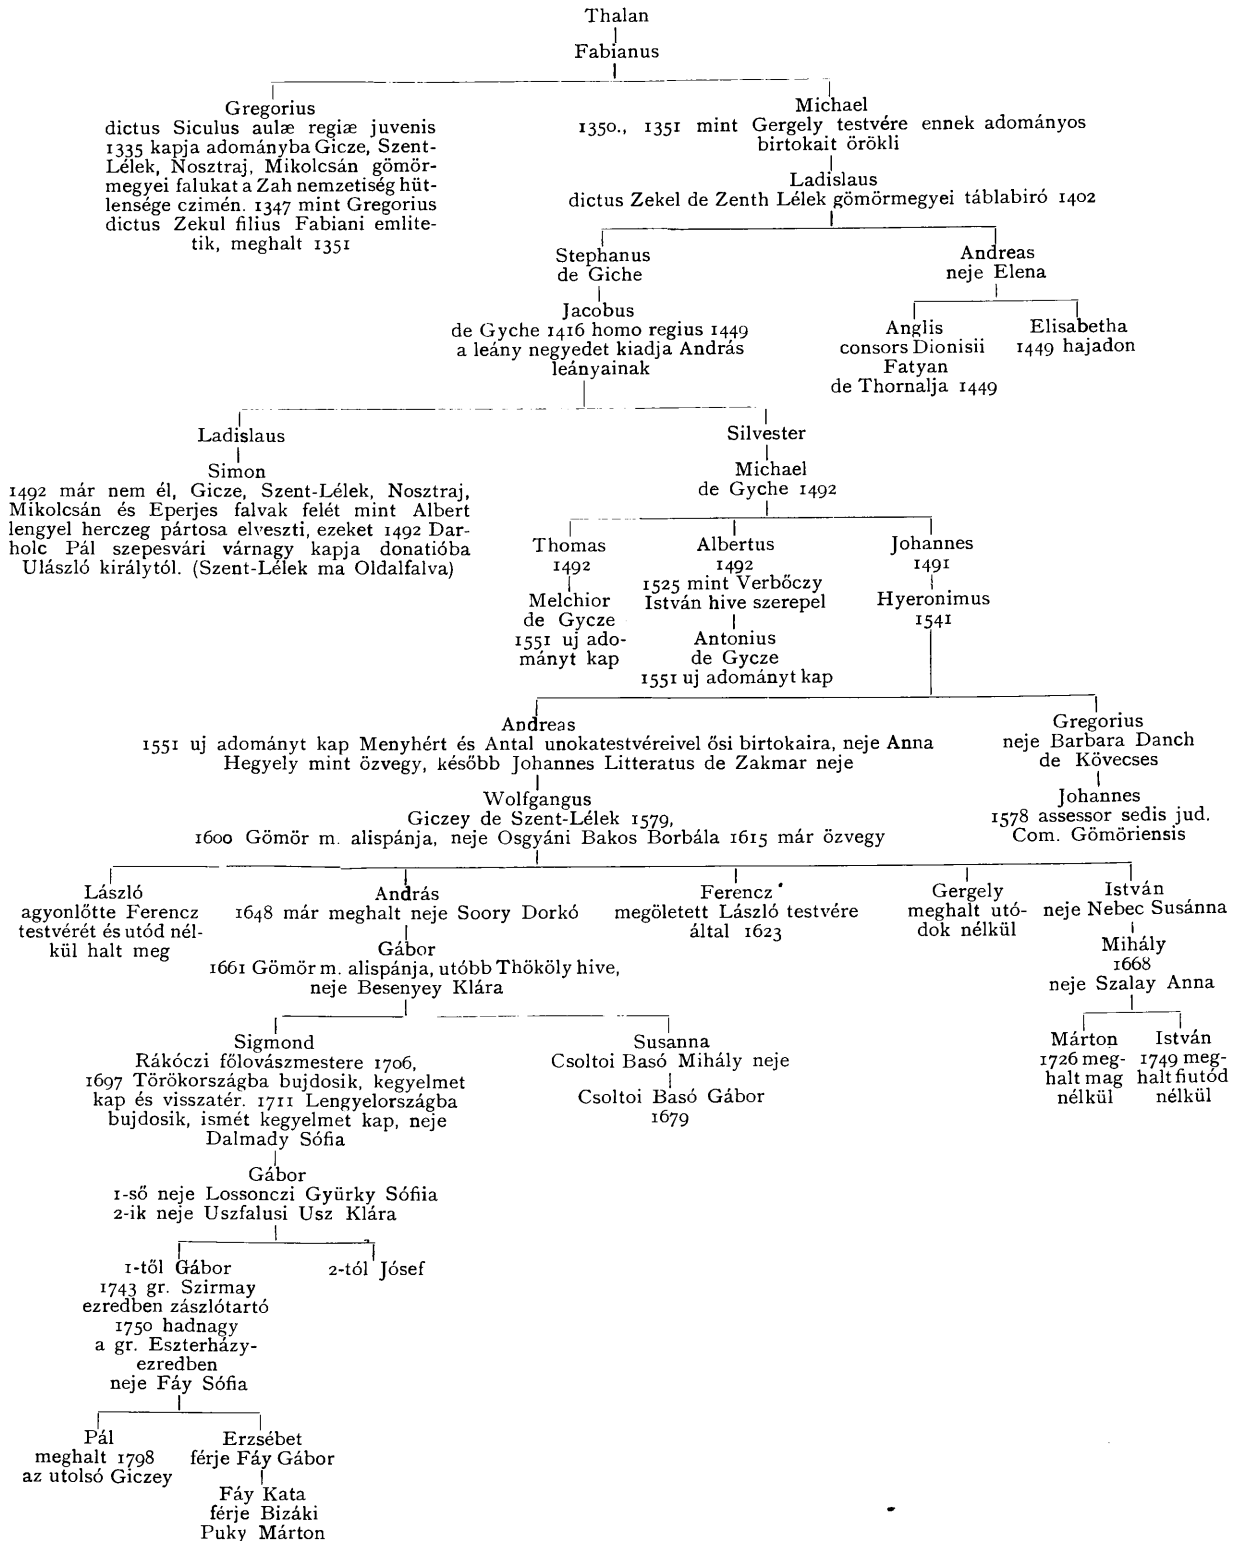 Thalan
Fabianus
Gregorius
dictus Siculus aulæ regiæ juvenis
1335 kapja adományba Gicze, Szent-
Lélek, Nosztraj, Mikolcsán gömör-
megyei falukat a Zah nemzetiség hüt-
lensége czimén. 1347 mint Gregorius
dictus Zekul filius Fabiani emlite-
tik, meghalt 1351
Michael
1350., 1351 mint Gergely testvére ennek adományos
birtokait örökli
Ladislaus
dictus Zekel de Zenth Lélek gömörmegyei táblabiró 1402
Stephanus
de Giche
Andreas
neje Elena
Jacobus
de Gyche 1416 homo regius 1449
a leány negyedet kiadja András
leányainak
Anglis
consors Dionisii
Fatyan
de Thornalja 1449
Elisabetha
1449 hajadon
Ladislaus
Silvester
Simon
1492 már nem él, Gicze, Szent-Lélek, Nosztraj,
Mikolcsán és Eperjes falvak felét mint Albert
lengyel herczeg pártosa elveszti, ezeket 1492 Dar-
holc Pál szepesvári várnagy kapja donatióba
Ulászló királytól. (Szent-Lélek ma Oldalfalva)
Michael
de Gyche 1492
Thomas
1492
Albertus
1492
1525 mint Verbőczy
István hive szerepel
Johannes
1491
Melchior
de Gycze
1551 uj ado-
mányt kap
Antonius
de Gycze
1551 uj adományt kap
Hyeronimus
1541
Andreas
1551 uj adományt kap Menyhért és Antal unokatestvéreivel ősi birtokaira, neje Anna
Hegyely mint özvegy, később Johannes Litteratus de Zakmar neje
Gregorius
neje Barbara Danch
de Kövecses
Wolfgangus
Giczey de Szent-Lélek 1579,
1600 Gömör m. alispánja, neje Osgyáni Bakos Borbála 1615 már özvegy
Johannes
1578 assessor sedis jud.
Com. Gömöriensis
László
agyonlőtte Ferencz
testvérét és utód nél-
kül halt meg
András
1648 már meghalt neje Soory Dorkó
Ferencz
megöletett László testvére
által 1623
Gergely
meghalt utó-
dok nélkül
István
neje Nebec Susánna
Gábor
1661 Gömör m. alispánja, utóbb Thököly hive,
neje Besenyey Klára
Mihály
1668
neje Szalay Anna
Sigmond
Rákóczi főlovászmestere 1706,
1697 Törökországba bujdosik, kegyelmet
kap és visszatér. 1711 Lengyelországba
bujdosik, ismét kegyelmet kap, neje
Dalmady Sófia
Susanna
Csoltoi Basó Mihály neje
Csoltoi Basó Gábor
1679
Márton
1726 meg-
halt mag
nélkül
István
1749 meg-
halt fiutód
nélkül
Gábor
1-ső neje Lossonczi Gyürky Sófiia
2-ik neje Uszfalusi Usz Klára
1-től Gábor
1743 gr. Szirmay
ezredben zászlótartó
1750 hadnagy
a gr. Eszterházy-
ezredben
neje Fáy Sófia
2-tól Jósef
Pál
meghalt 1798
az utolsó Giczey
Erzsébet
férje Fáy Gábor
Fáy Kata
férje Bizáki
Puky Márton